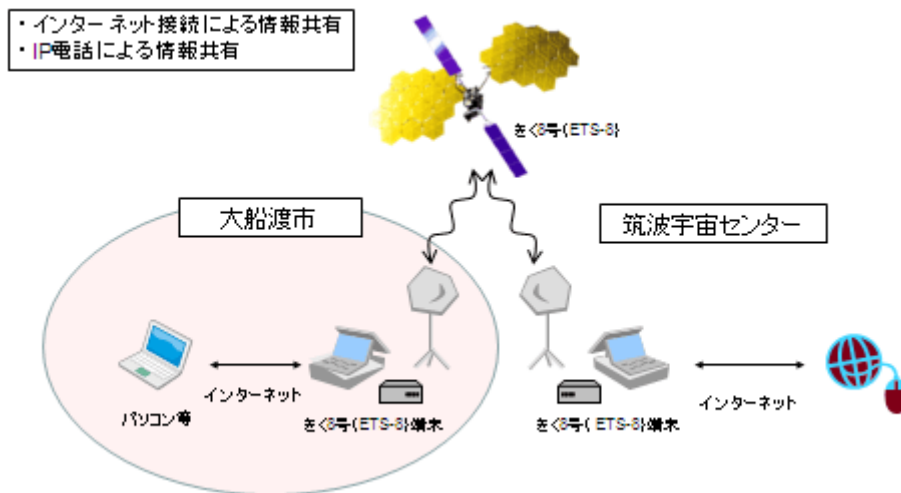 ・インターネット接続による情報共有
・IP電話による情報共有
きく8号(ETS-8)
大船渡市
筑波宇宙センター
インターネット
インターネット
パソコン等
きく8号(ETS-8)端末
きく8号( ETS-8)端末